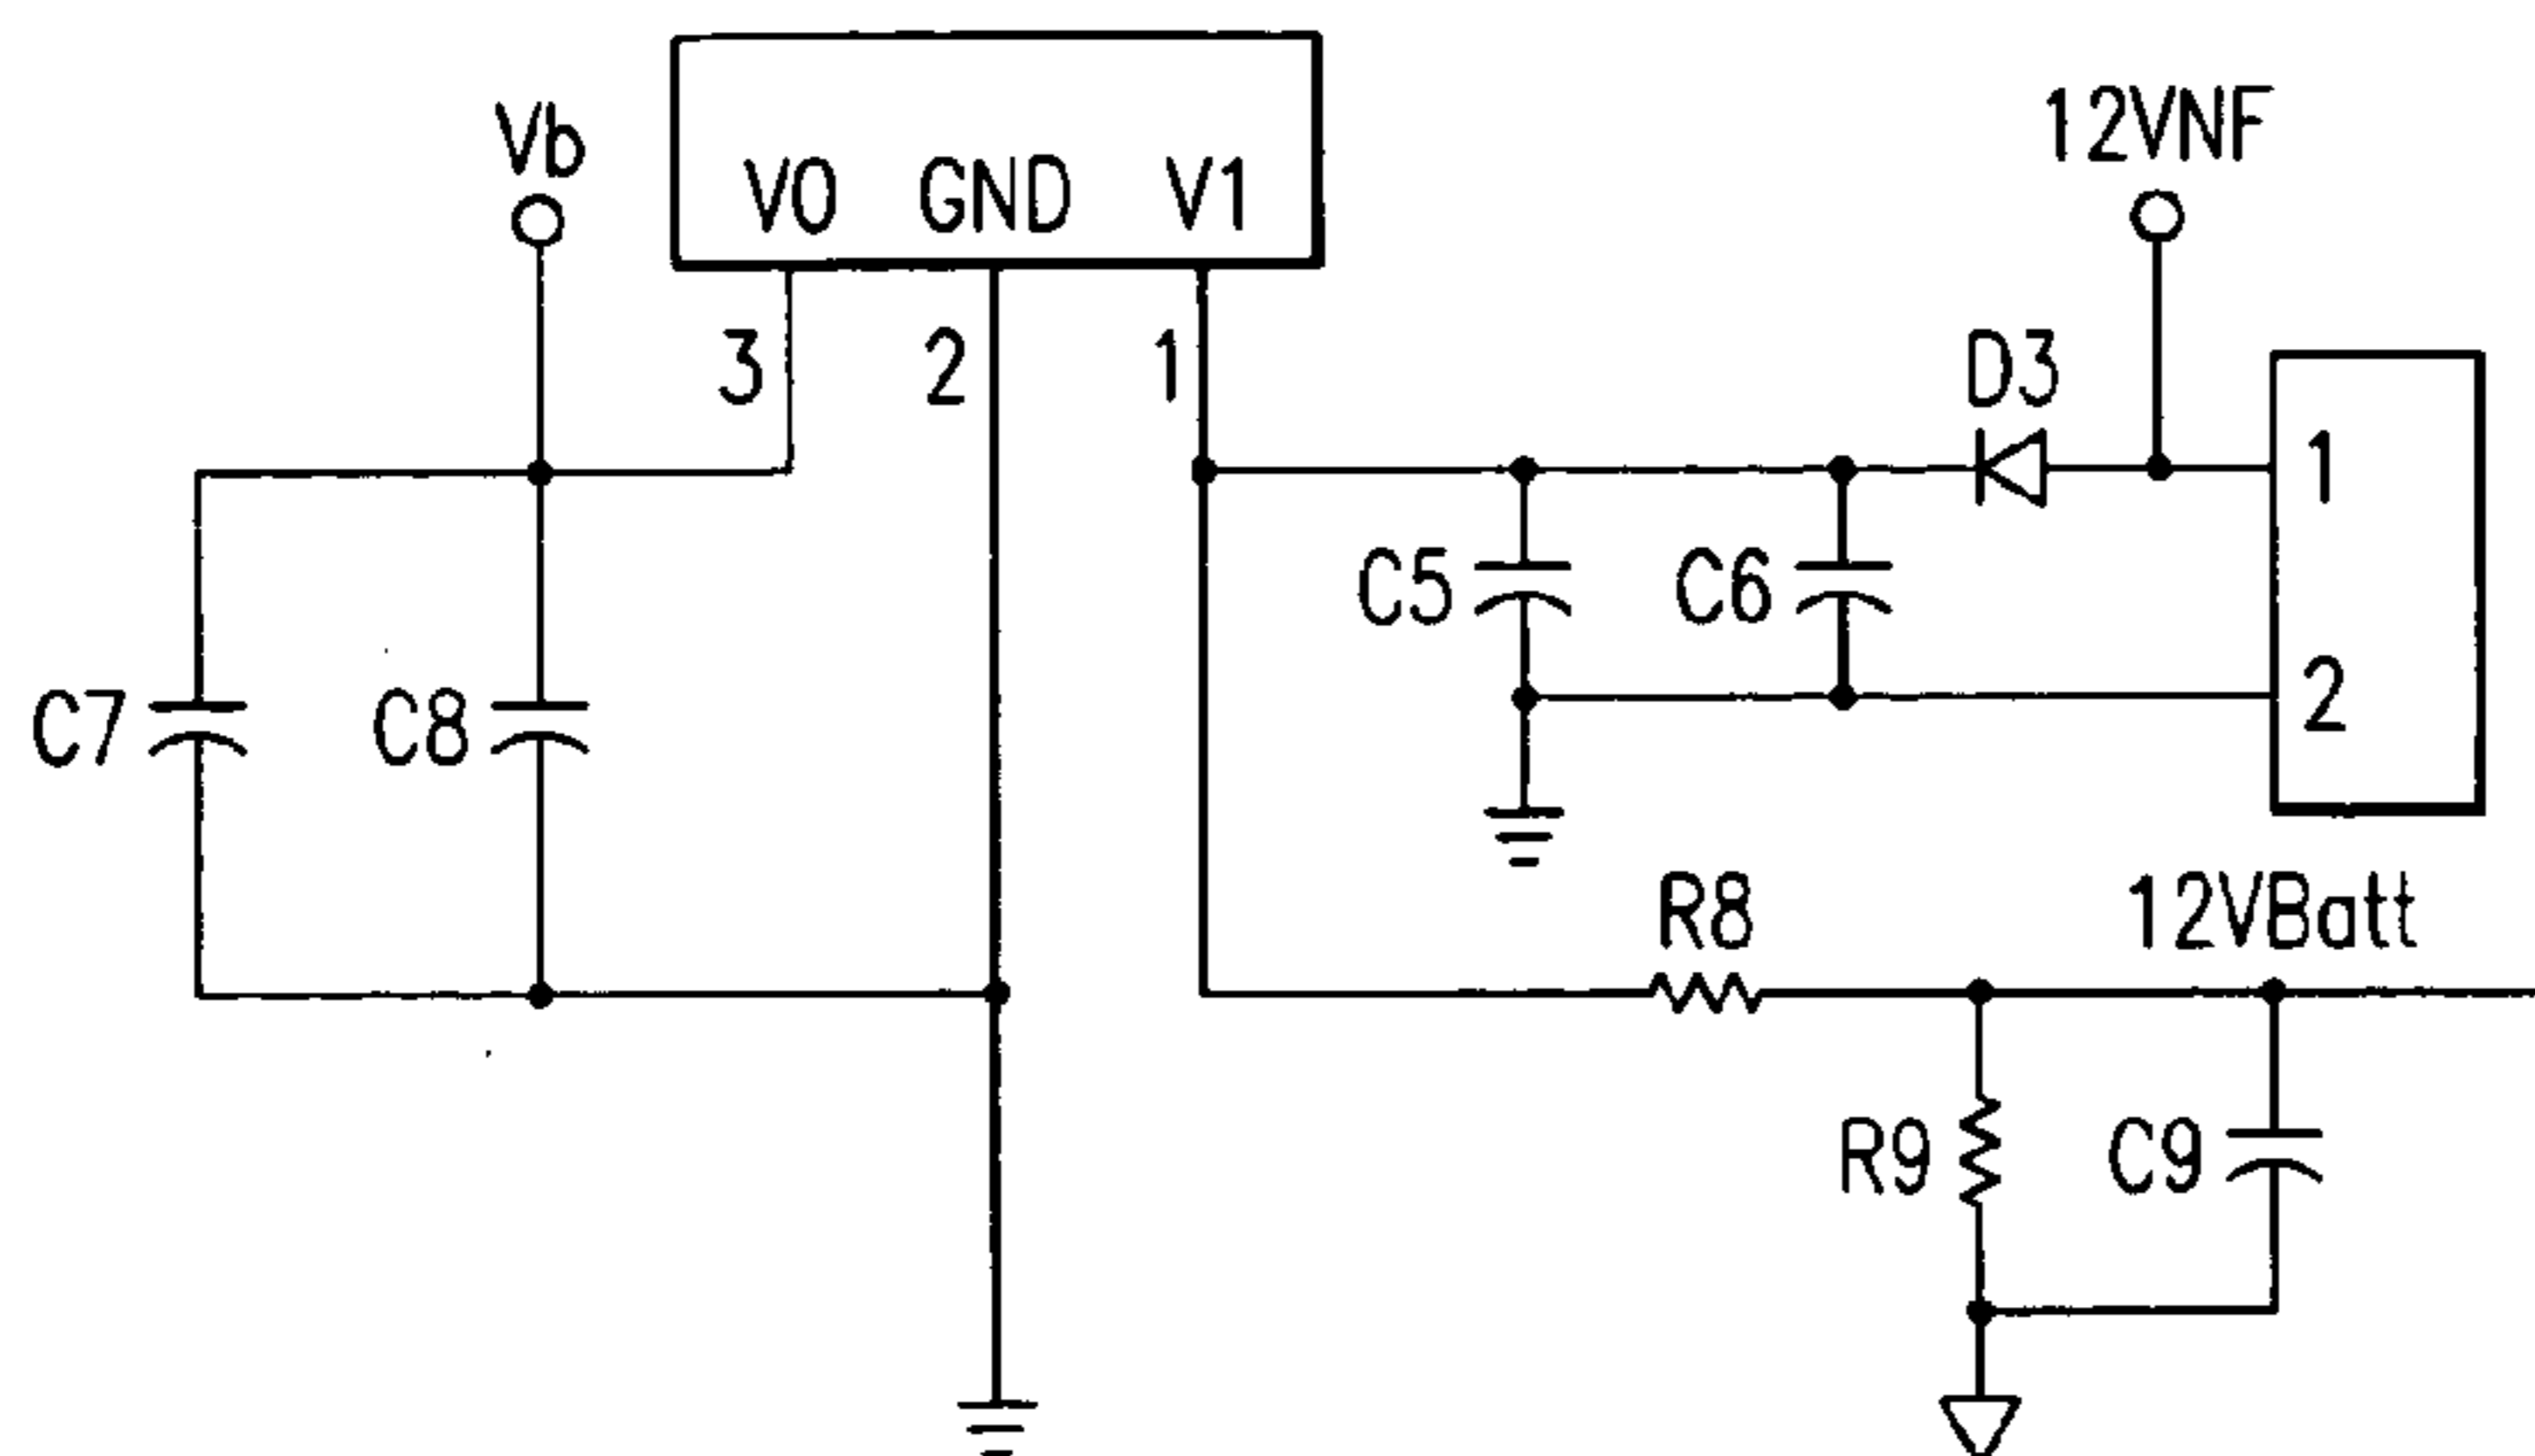 Vb
12VNF
V0 GND V1
3 2 1
D3
1
C5 C6
2
C7 C8
R8 12VBatt
R9 C9